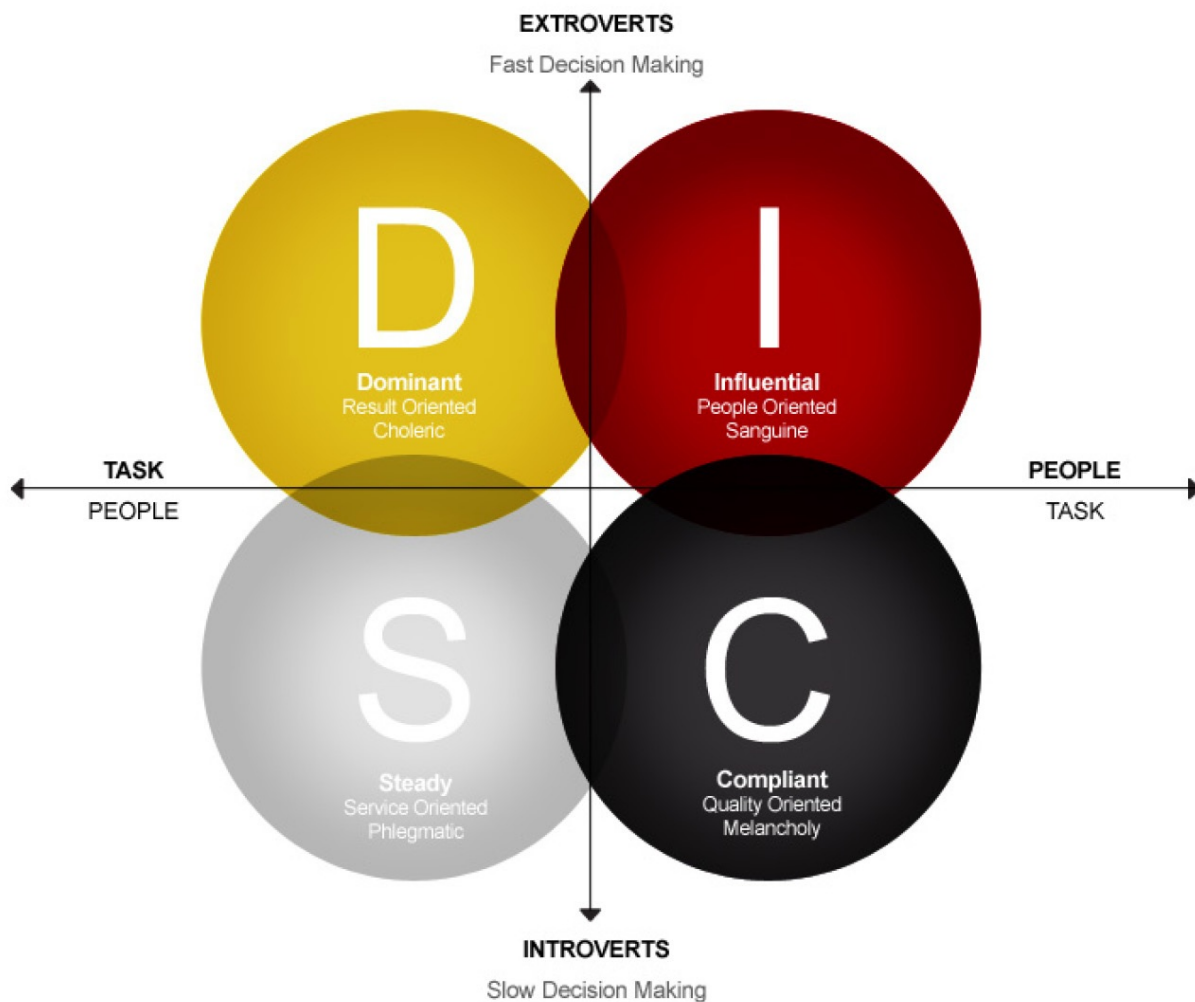 EXTROVERTS
Fast Decision Making
D
Dominant
Result Oriented
Choleric
I
Influential
People Oriented
Sanguine
TASK
PEOPLE
PEOPLE
TASK
S
Steady
Service Oriented
Phlegmatic
C
Compliant
Quality Oriented
Melancholy
INTROVERTS
Slow Decision Making